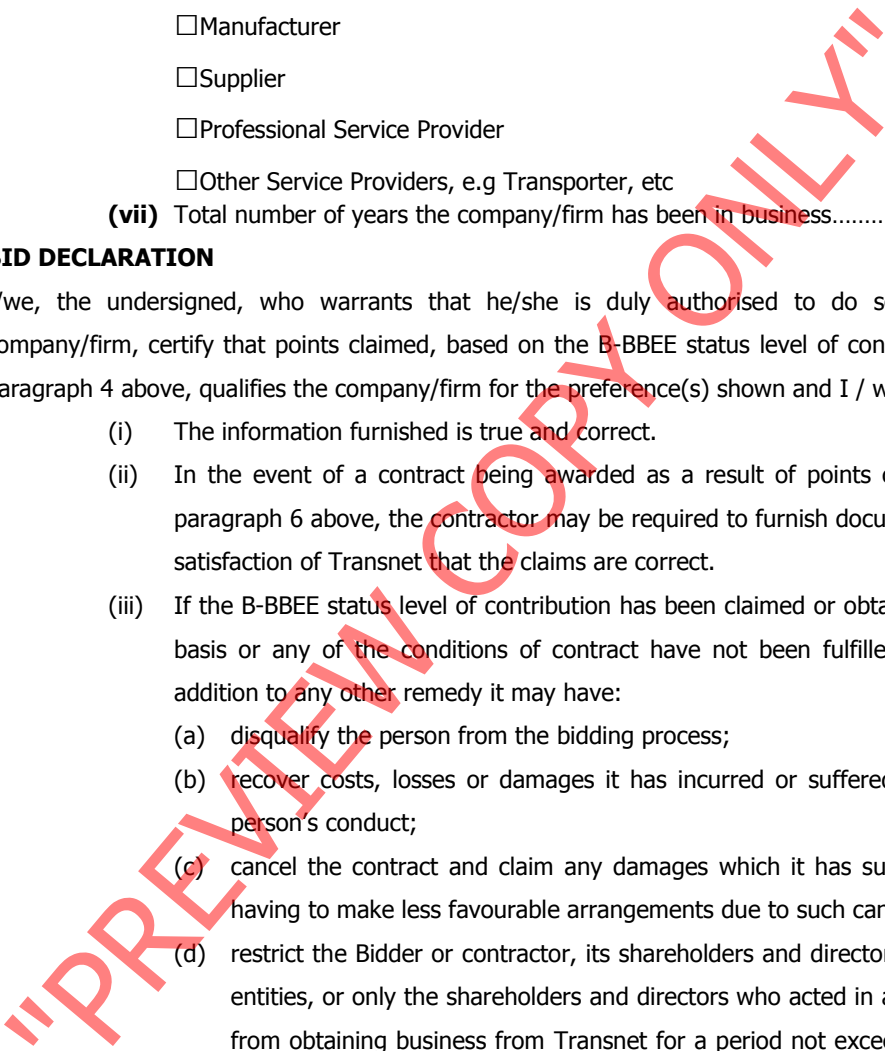 ☐Manufacturer
☐Supplier
☐Professional Service Provider
☐Other Service Providers, e.g Transporter, etc
(vii) Total number of years the company/firm has been in business........
BID DECLARATION
/we, the undersigned, who warrants that he/she is duly authorised to do
company/firm, certify that points claimed, based on the B-BBEE status level of
paragraph 4 above, qualifies the company/firm for the preference(s) shown and I /
(i) The information furnished is true and correct.
(ii) In the event of a contract being awarded as a result of points
paragraph 6 above, the contractor may be required to furnish
satisfaction of Transnet that the claims are correct.
(iii) If the B-BBEE status level of contribution has been claimed or
basis or any of the conditions of contract have not been
addition to any other remedy it may have:
(a) disqualify the person from the bidding process;
(b) recover costs, losses or damages it has incurred or suffered
person's conduct;
(c) cancel the contract and claim any damages which it has
having to make less favourable arrangements due to such
(d) restrict the Bidder or contractor, its shareholders and
entities, or only the shareholders and directors who acted in
from obtaining business from Transnet for a period not
"PREVIEW COPY ONLY"